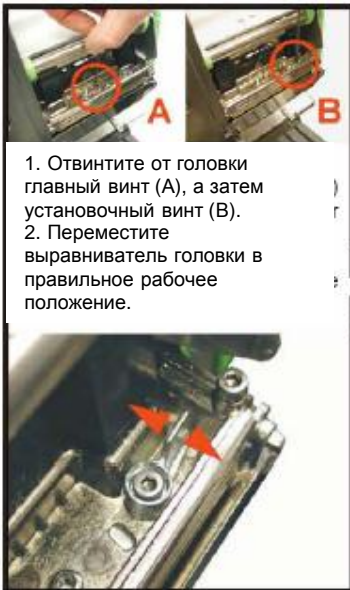 A
B
1. Отвинтите от головки
главный винт (А), а затем
установочный винт (В).
2. Переместите
выравниватель головки в
правильное рабочее
положение.